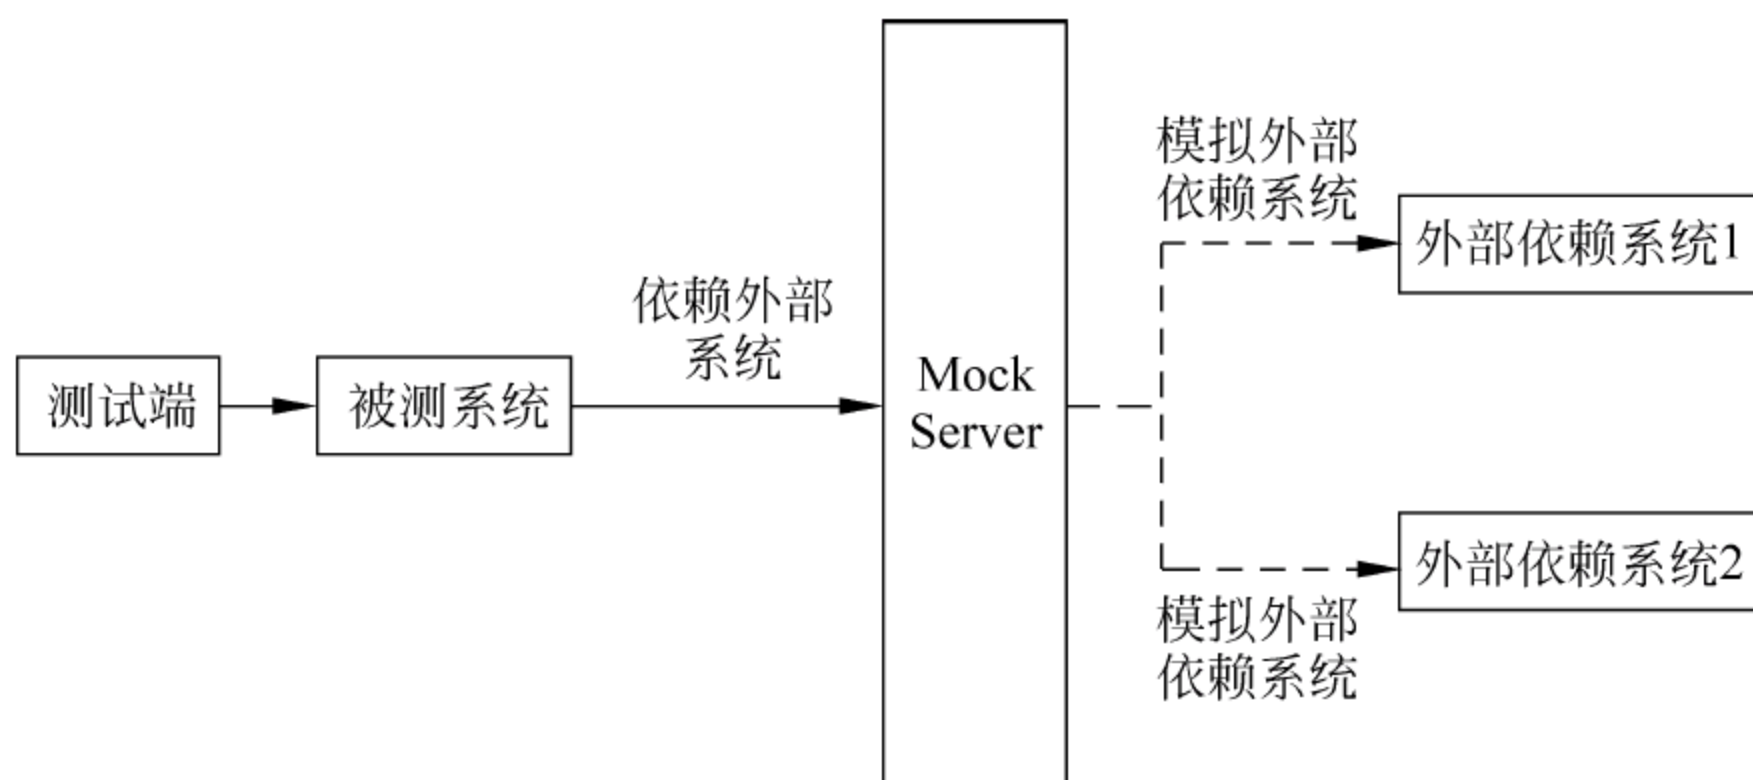 测试端
被测系统
依赖外部
系统
Mock
Server
模拟外部
依赖系统
外部依赖系统1
外部依赖系统2
模拟外部
依赖系统